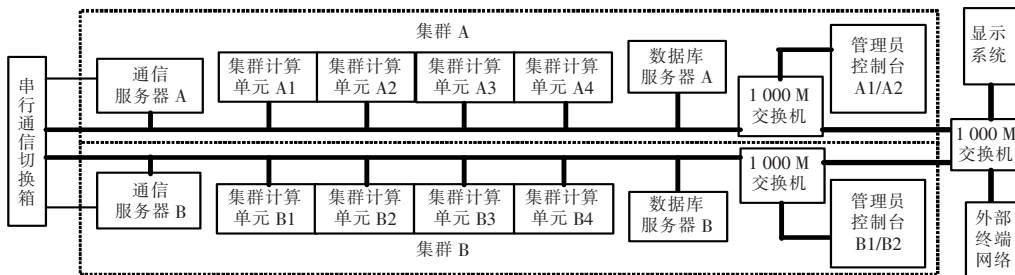 集群 A
串
行
通
信
切
换
箱
通信
服务器 A
集群计算
单元 A1
集群计算
单元 A2
集群计算
单元 A3
集群计算
单元 A4
数据库
服务器 A
1 000 M
交换机
管理员
控制台
A1/A2
显示
系统
1 000 M
交换机
通信
服务器 B
集群计算
单元 B1
集群计算
单元 B2
集群计算
单元 B3
集群计算
单元 B4
数据库
服务器 B
1 000 M
交换机
管理员
控制台
B1/B2
外部
终端
网络
集群 B